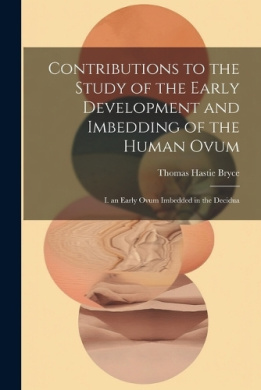 Contributions to the
Study of the Early
Development and
Imbedding of the
Human Ovum
Thomas Hastie Bryce
I. an Early Ovum Imbedded in the Decidua